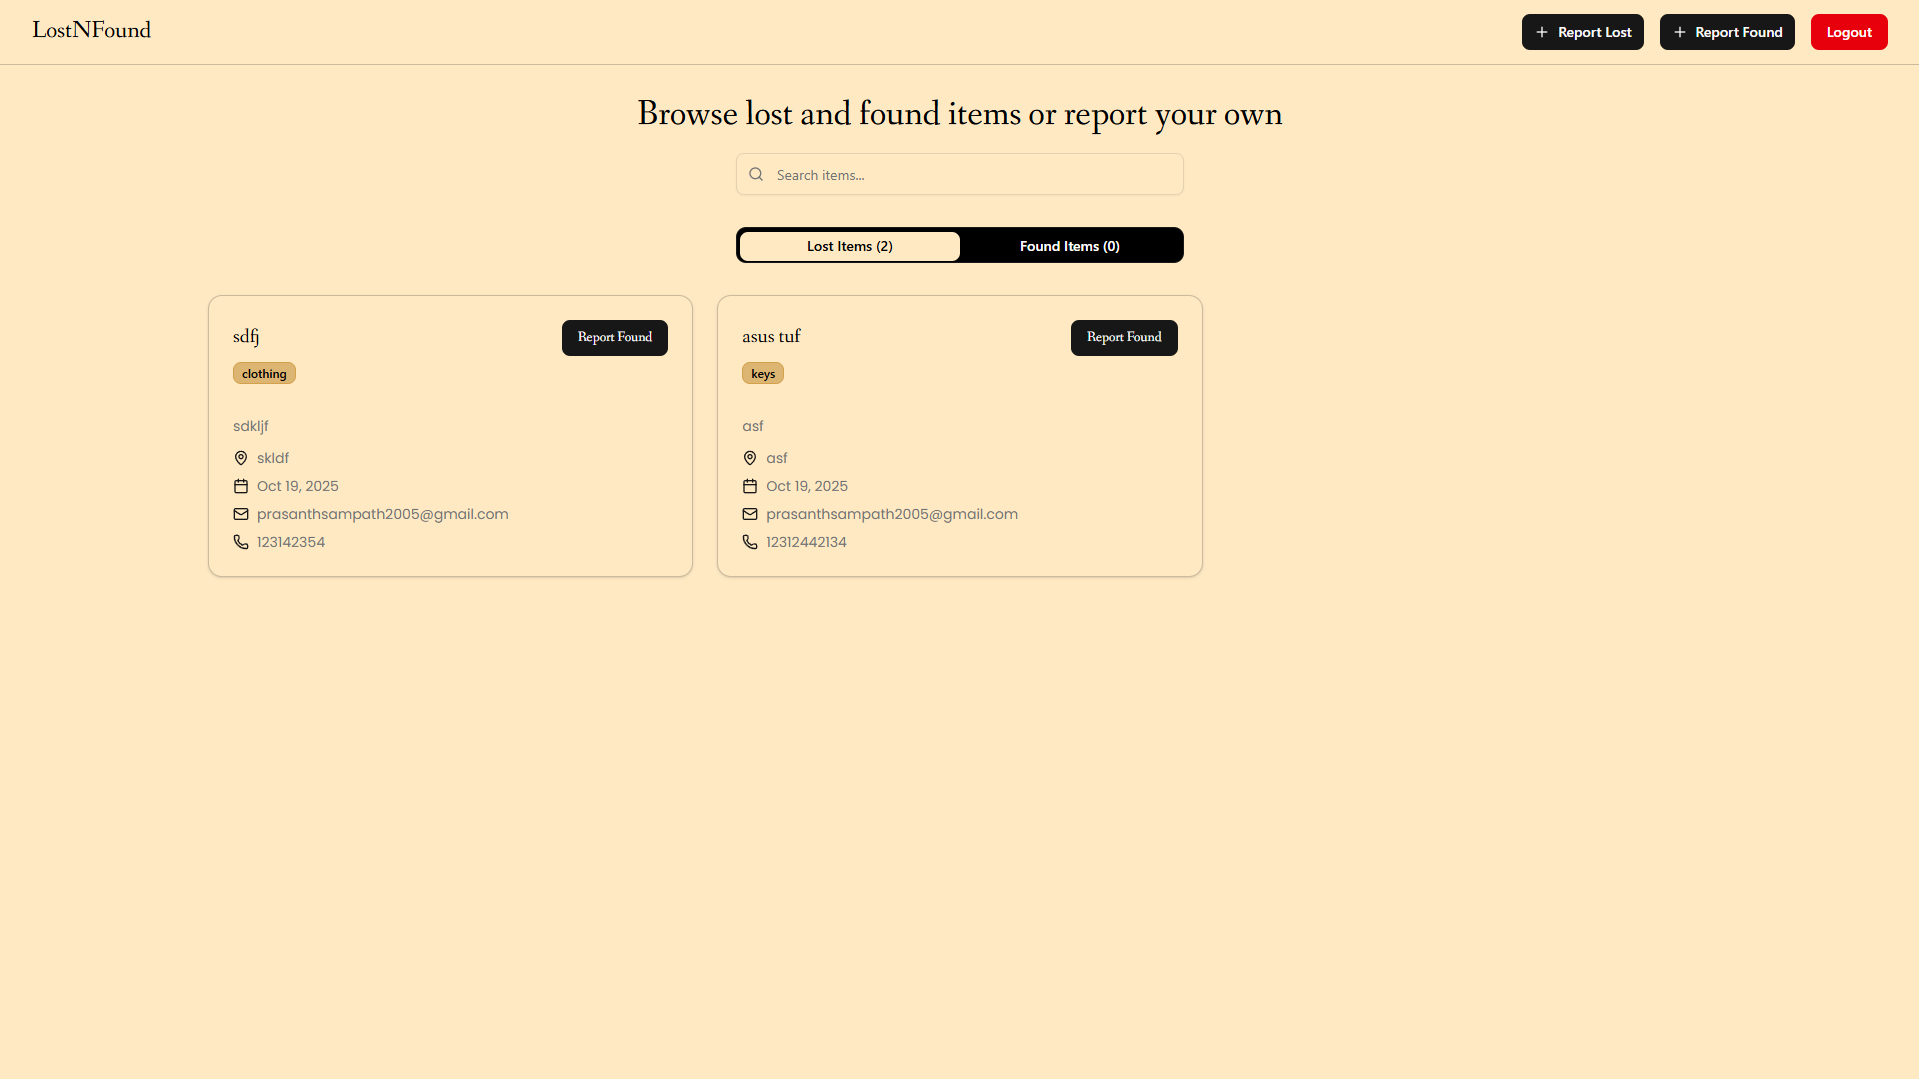 LostNFound
Report Lost
Report Found
Logout
Browse lost and found items or report your own
Search items...
Lost Items (2)
Found Items (0)
sdfj
Report Found
clothing
sdkljf
skldf
Oct 19, 2025
prasanthsampath2005@gmail.com
123142354
asus tuf
Report Found
keys
asf
asf
Oct 19, 2025
prasanthsampath2005@gmail.com
12312442134